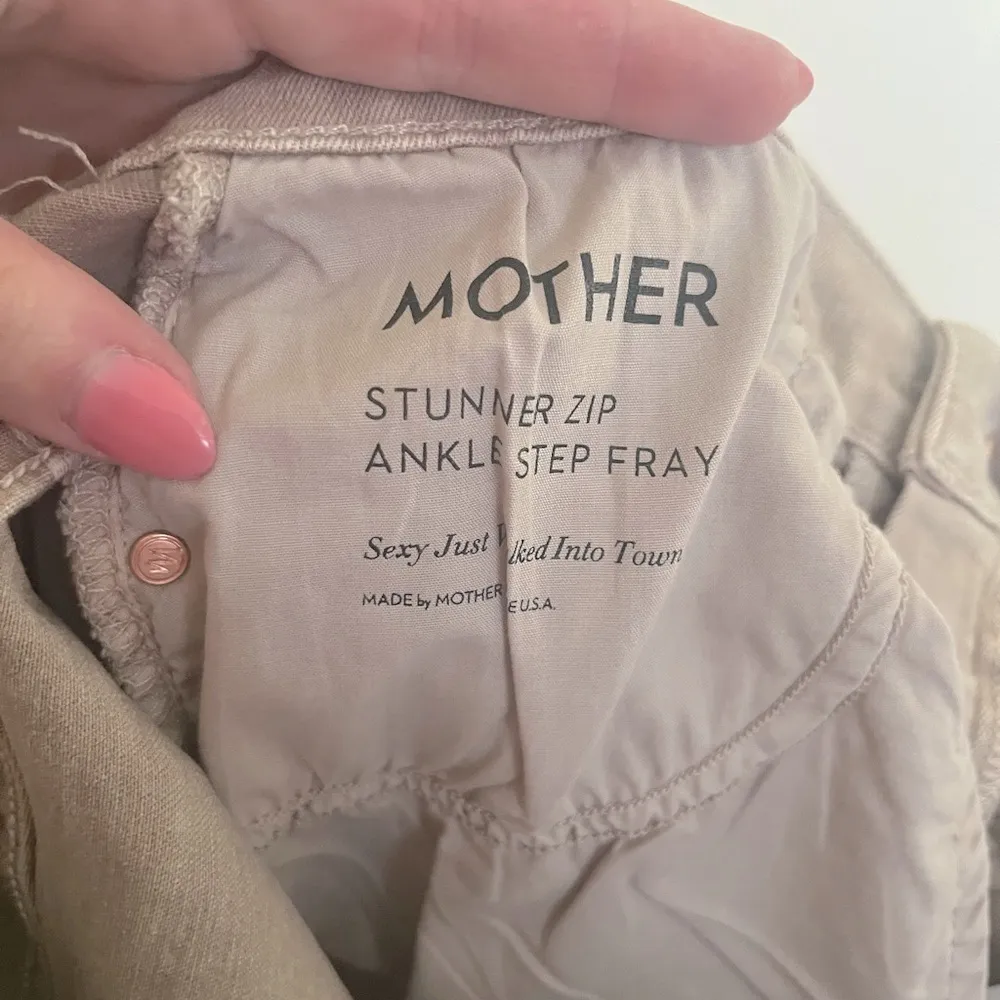 MOTHER
STUNNER ZIP
ANKLE STEP FRAY
Sexy Just Into Town
MADE by MOTHER U.S.A.